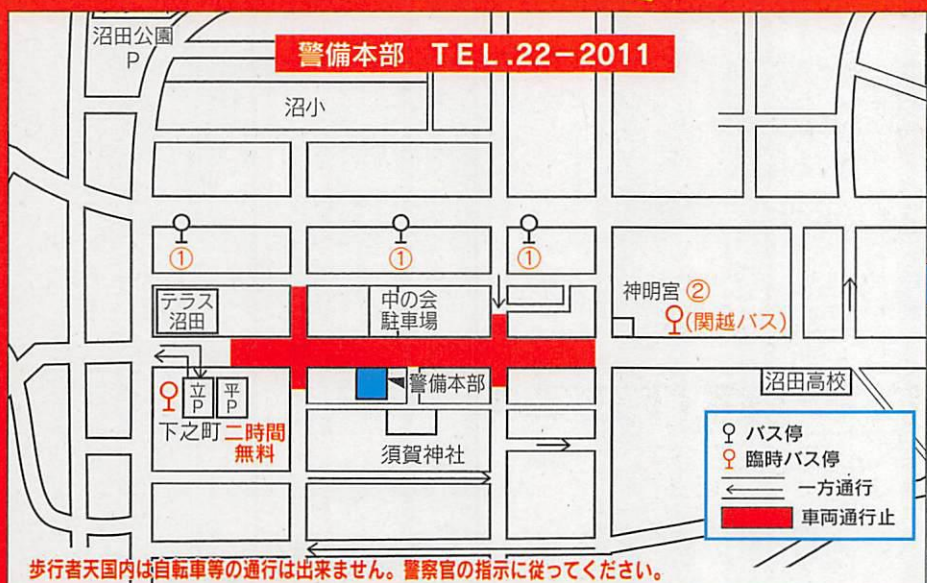 沼田公園
P
警備本部 TEL.22-2011
沼小
①
①
①
テラス
沼田
中の会
駐車場
神明宮 ②
(関越バス)
立
P
平
P
警備本部
沼田高校
下之町 二時間
無料
須賀神社
バス停
臨時バス停
一方通行
車両通行止
歩行者天国内は自転車等の通行は出来ません。警察官の指示に従ってください。